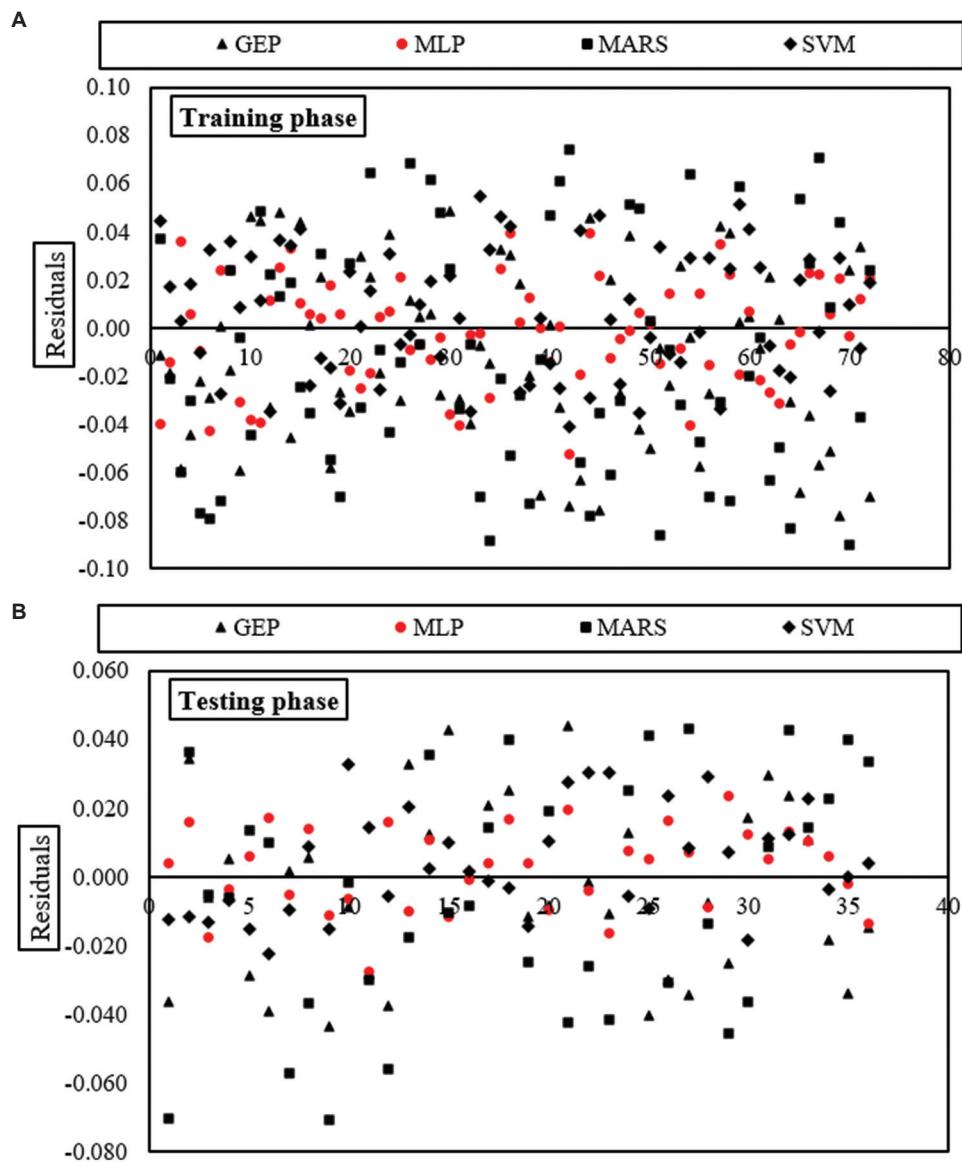 A
GEP MLP MARS SVM
Training phase
Residuals
0.10
0.08
0.06
0.04
0.02
0.00
-0.02
-0.04
-0.06
-0.08
-0.10
0 10 20 30 40 50 60 70 80
B
GEP MLP MARS SVM
Testing phase
Residuals
0.060
0.040
0.020
0.000
-0.020
-0.040
-0.060
-0.080
0 5 10 15 20 25 30 35 40